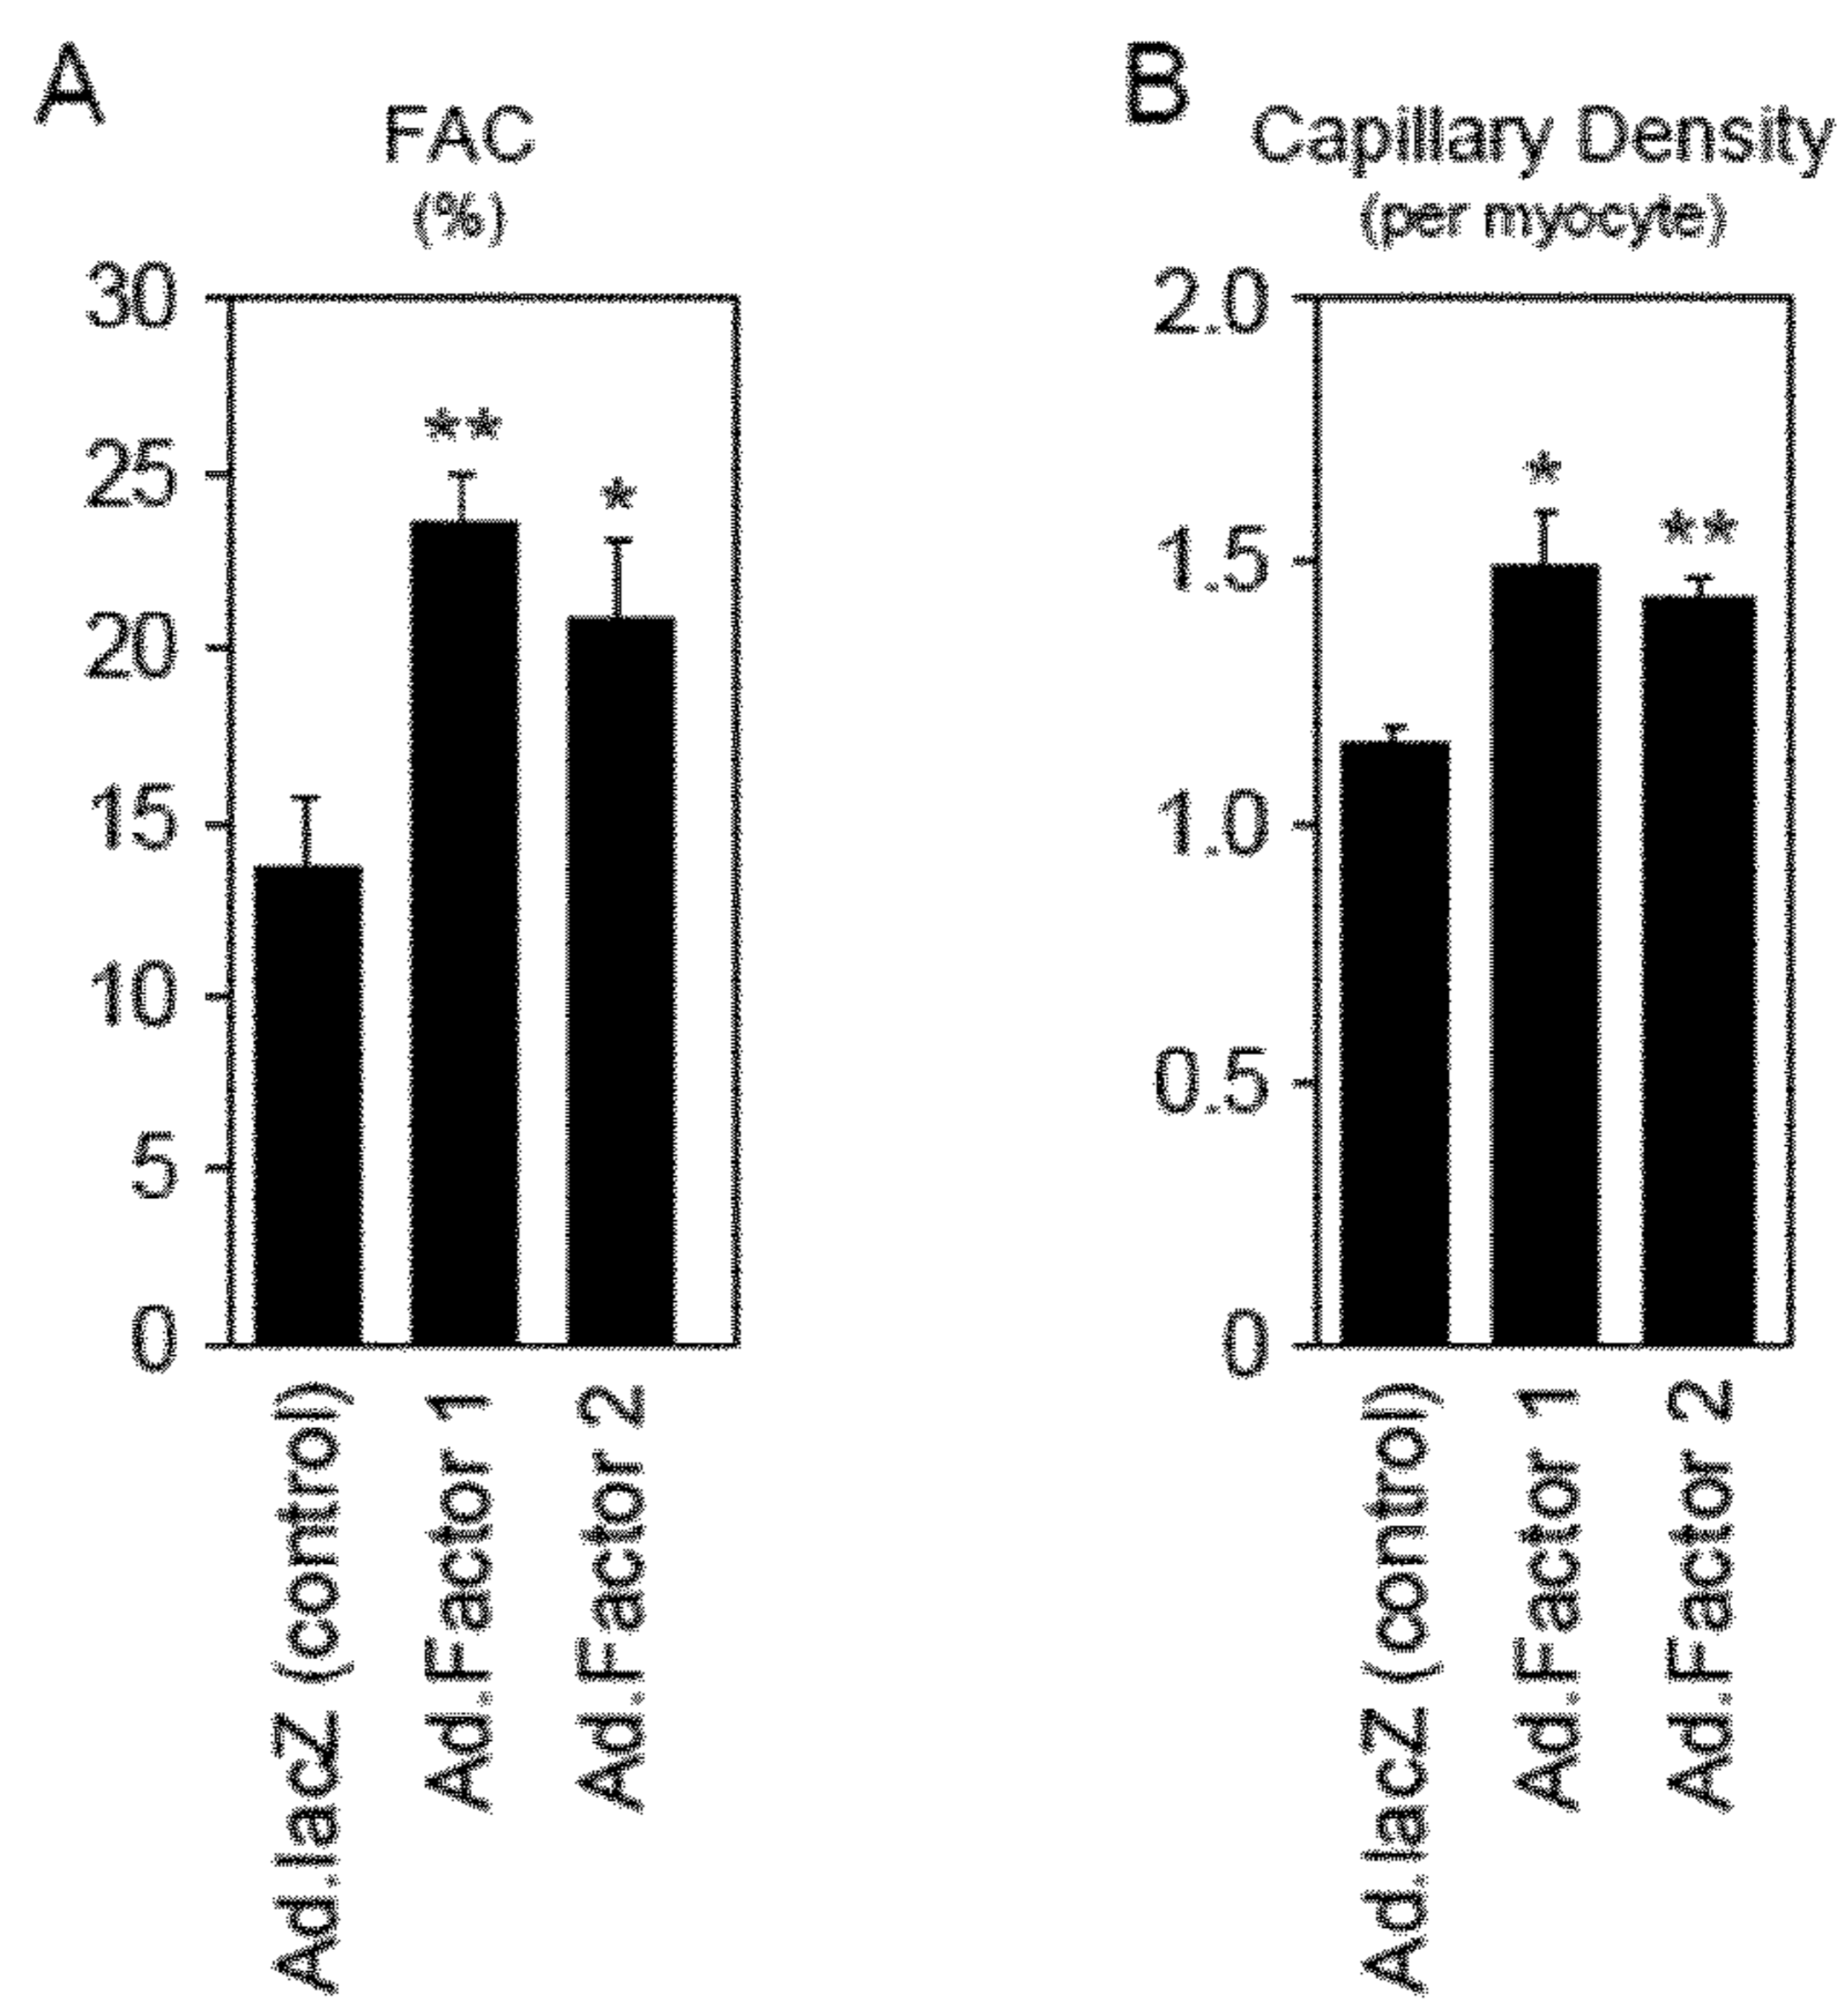 A
FAC
(%)
30
25
20
15
10
5
0
**
*
Ad.lacZ (control)
Ad.Factor 1
Ad.Factor 2
B
Capillary Density
(per myocyte)
2.0
1.5
1.0
0.5
0
*
**
Ad.lacZ (control)
Ad.Factor 1
Ad.Factor 2